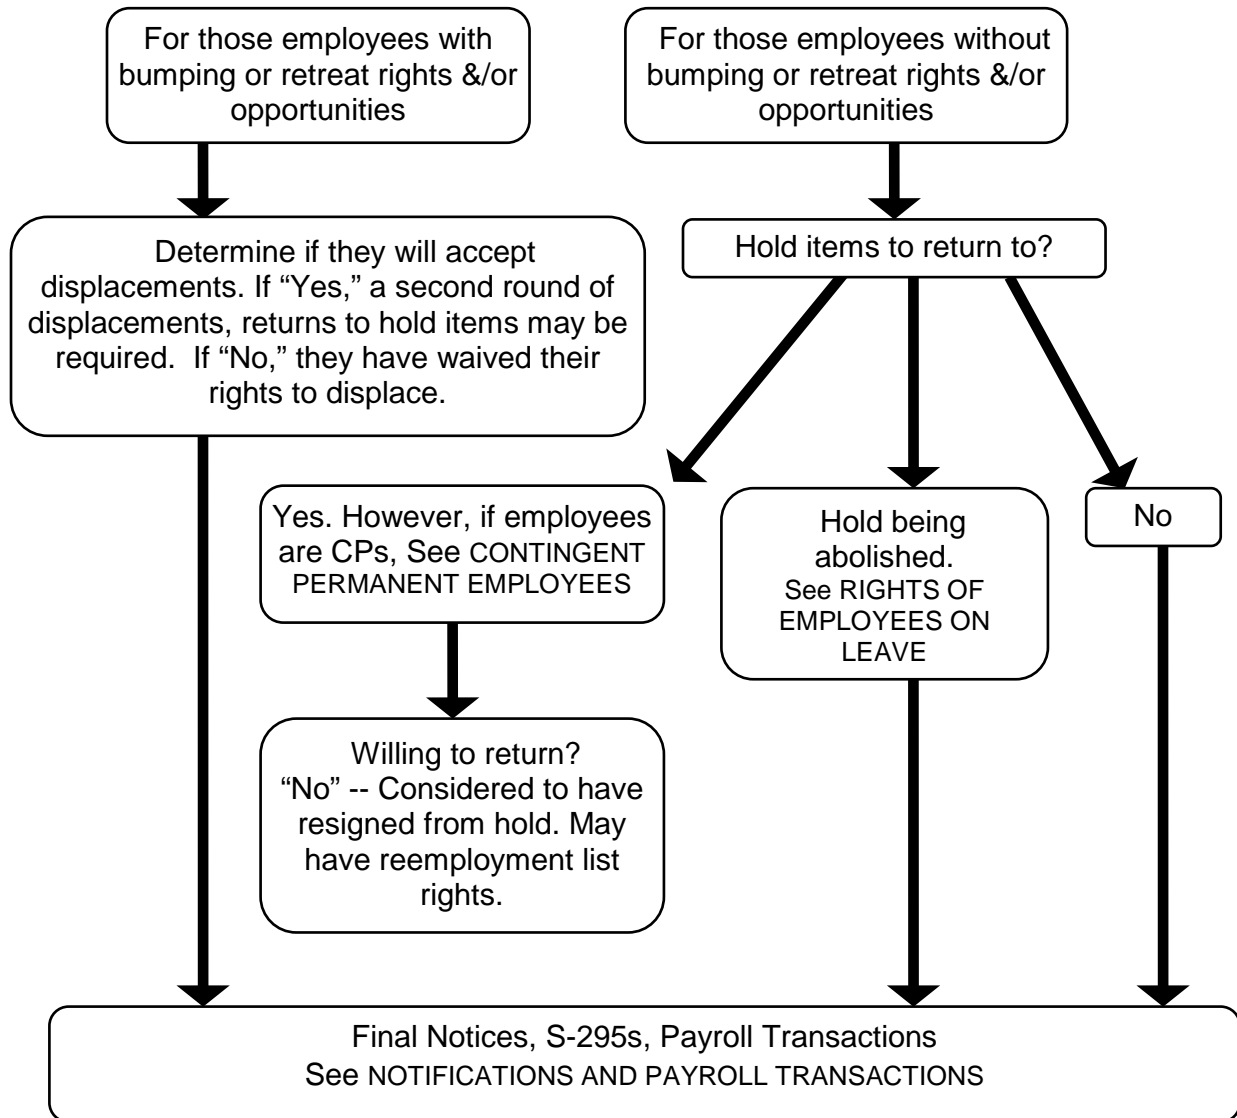 For those employees with
bumping or retreat rights &/or
opportunities
For those employees without
bumping or retreat rights &/or
opportunities
Determine if they will accept
displacements. If “Yes,” a second round of
displacements, returns to hold items may be
required.  If “No,” they have waived their
rights to displace.
Hold items to return to?
Yes. However, if employees
are CPs, See CONTINGENT
PERMANENT EMPLOYEES
Hold being
abolished.
See RIGHTS OF
EMPLOYEES ON
LEAVE
No
Willing to return?
“No” -- Considered to have
resigned from hold. May
have reemployment list
rights.
Final Notices, S-295s, Payroll Transactions
See NOTIFICATIONS AND PAYROLL TRANSACTIONS